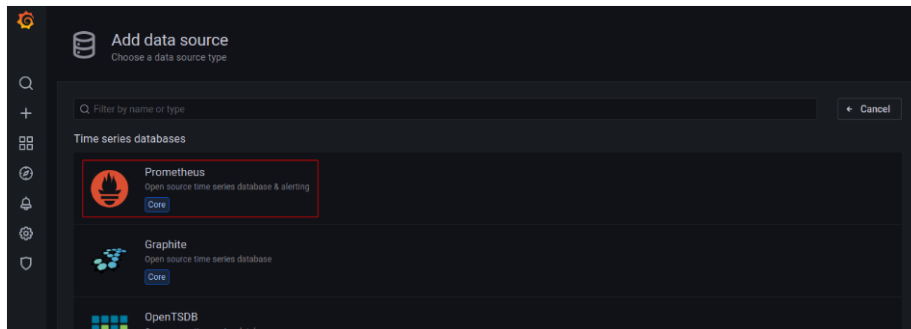 Add data source
Choose a data source type
Filter by name or type
Cancel
Time series databases
Prometheus
Open source time series database & alerting
Core
Graphite
Open source time series database
Core
OpenTSDB